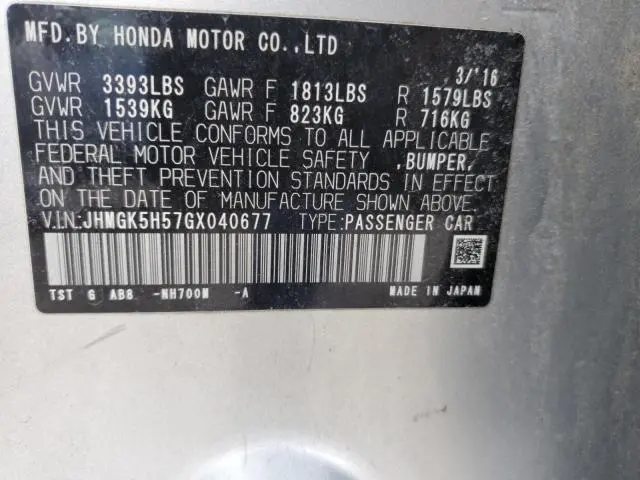 MFD.BY HONDA MOTOR CO.,LTD
3/'16
GVWR 3393LBS GAWR F 1813LBS R 1579LBS
GVWR 1539KG GAWR F 823KG R 716KG
THIS VEHICLE CONFORMS TO ALL APPLICABLE
FEDERAL MOTOR VEHICLE SAFETY ,BUMPER,
AND THEFT PREVENTION STANDARDS IN EFFECT
ON THE DATE OF MANUFACTURE SHOWN ABOVE.
V.I.N.:JHMGK5H57GX040677 TYPE:PASSENGER CAR
TST G AB8 -NH700M -A MADE IN JAPAN